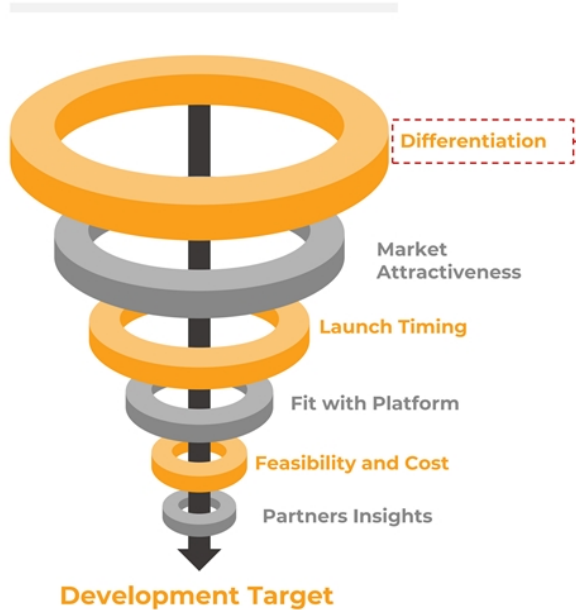 Differentiation
Market
Attractiveness
Launch Timing
Fit with Platform
Feasibility and Cost
Partners Insights
Development Target